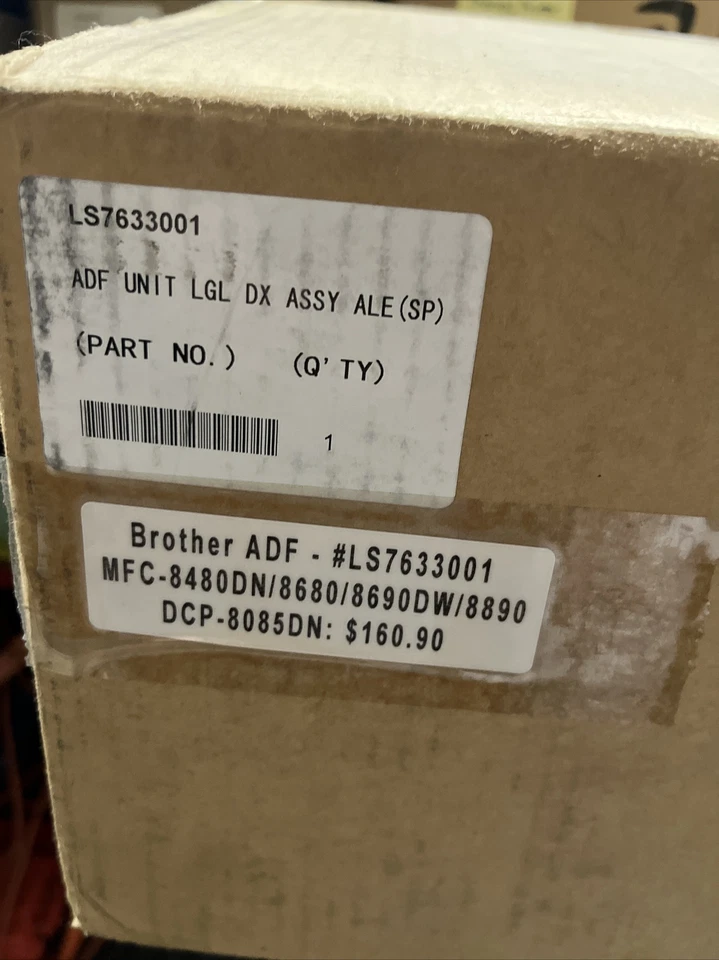 LS7633001
ADF UNIT LGL DX ASSY ALE(SP)
(PART NO.) (Q'TY)
1
Brother ADF - #LS7633001
MFC-8480DN/8680/8690DW/8890
DCP-8085DN: $160.90